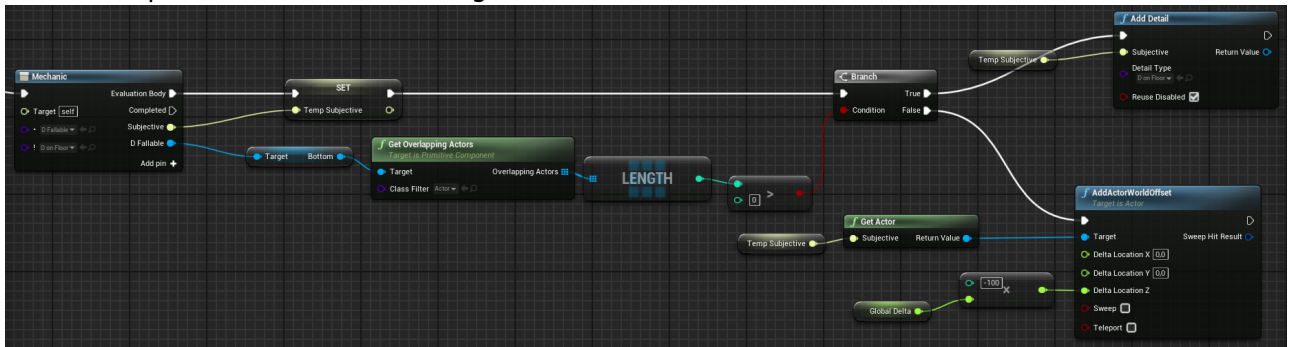 Mechanic
Evaluation Body
Target self
Completed
Subjective
- D Fallable
D Fallable
! D on Floor
Add pin +
SET
Temp Subjective
Target Bottom
Get Overlapping Actors
Target is Primitive Component
Target
Overlapping Actors
Class Filter Actor
LENGTH
0 >
Branch
True
Condition
False
Temp Subjective
Add Detail
Subjective
Return Value
Detail Type
D on Floor
Reuse Disabled
Temp Subjective
Get Actor
Subjective
Return Value
Global Delta
-100 ×
AddActorWorldOffset
Target is Actor
Target
Sweep Hit Result
Delta Location X 0,0
Delta Location Y 0,0
Delta Location Z
Sweep
Teleport